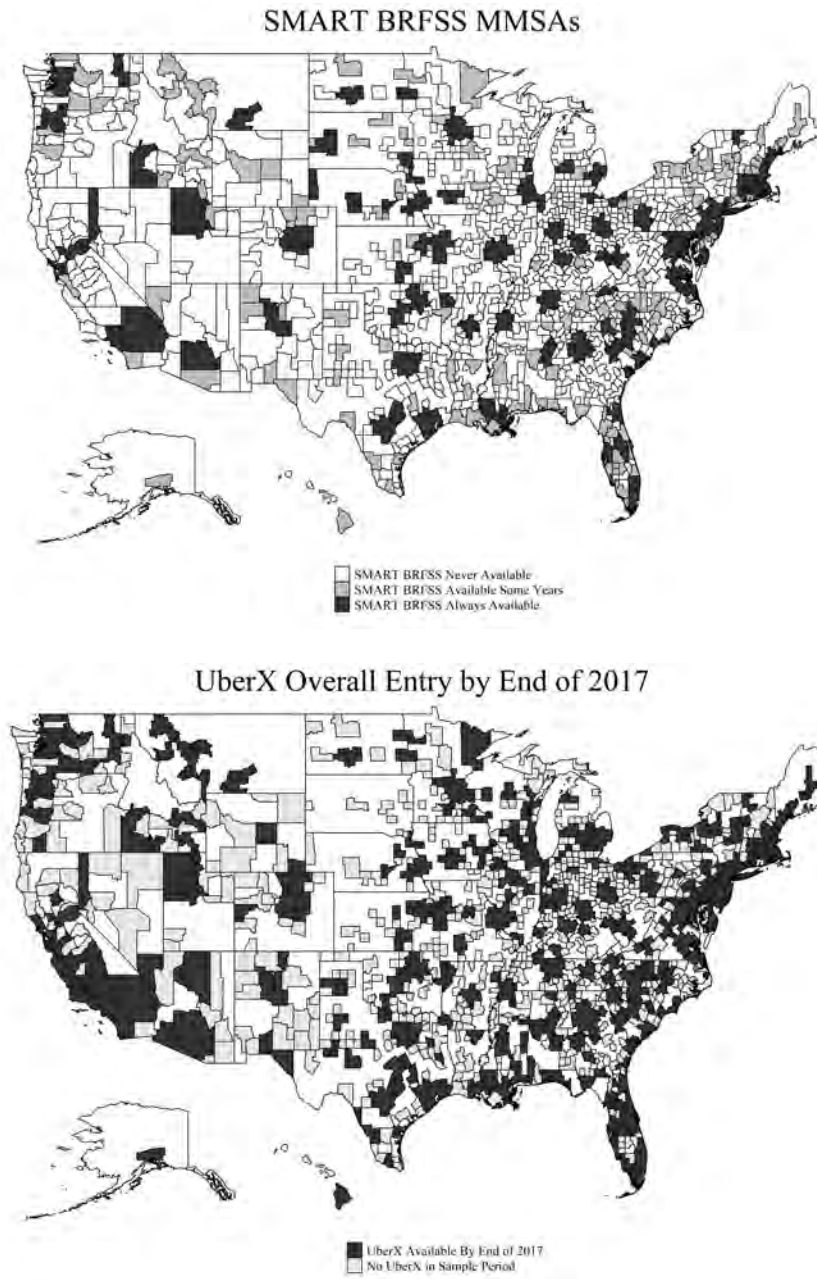 SMART BRFSS MMSAs
SMART BRFSS Never Available
SMART BRFSS Available Some Years
SMART BRFSS Always Available
UberX Overall Entry by End of 2017
UberX Available By End of 2017
No UberX in Sample Period